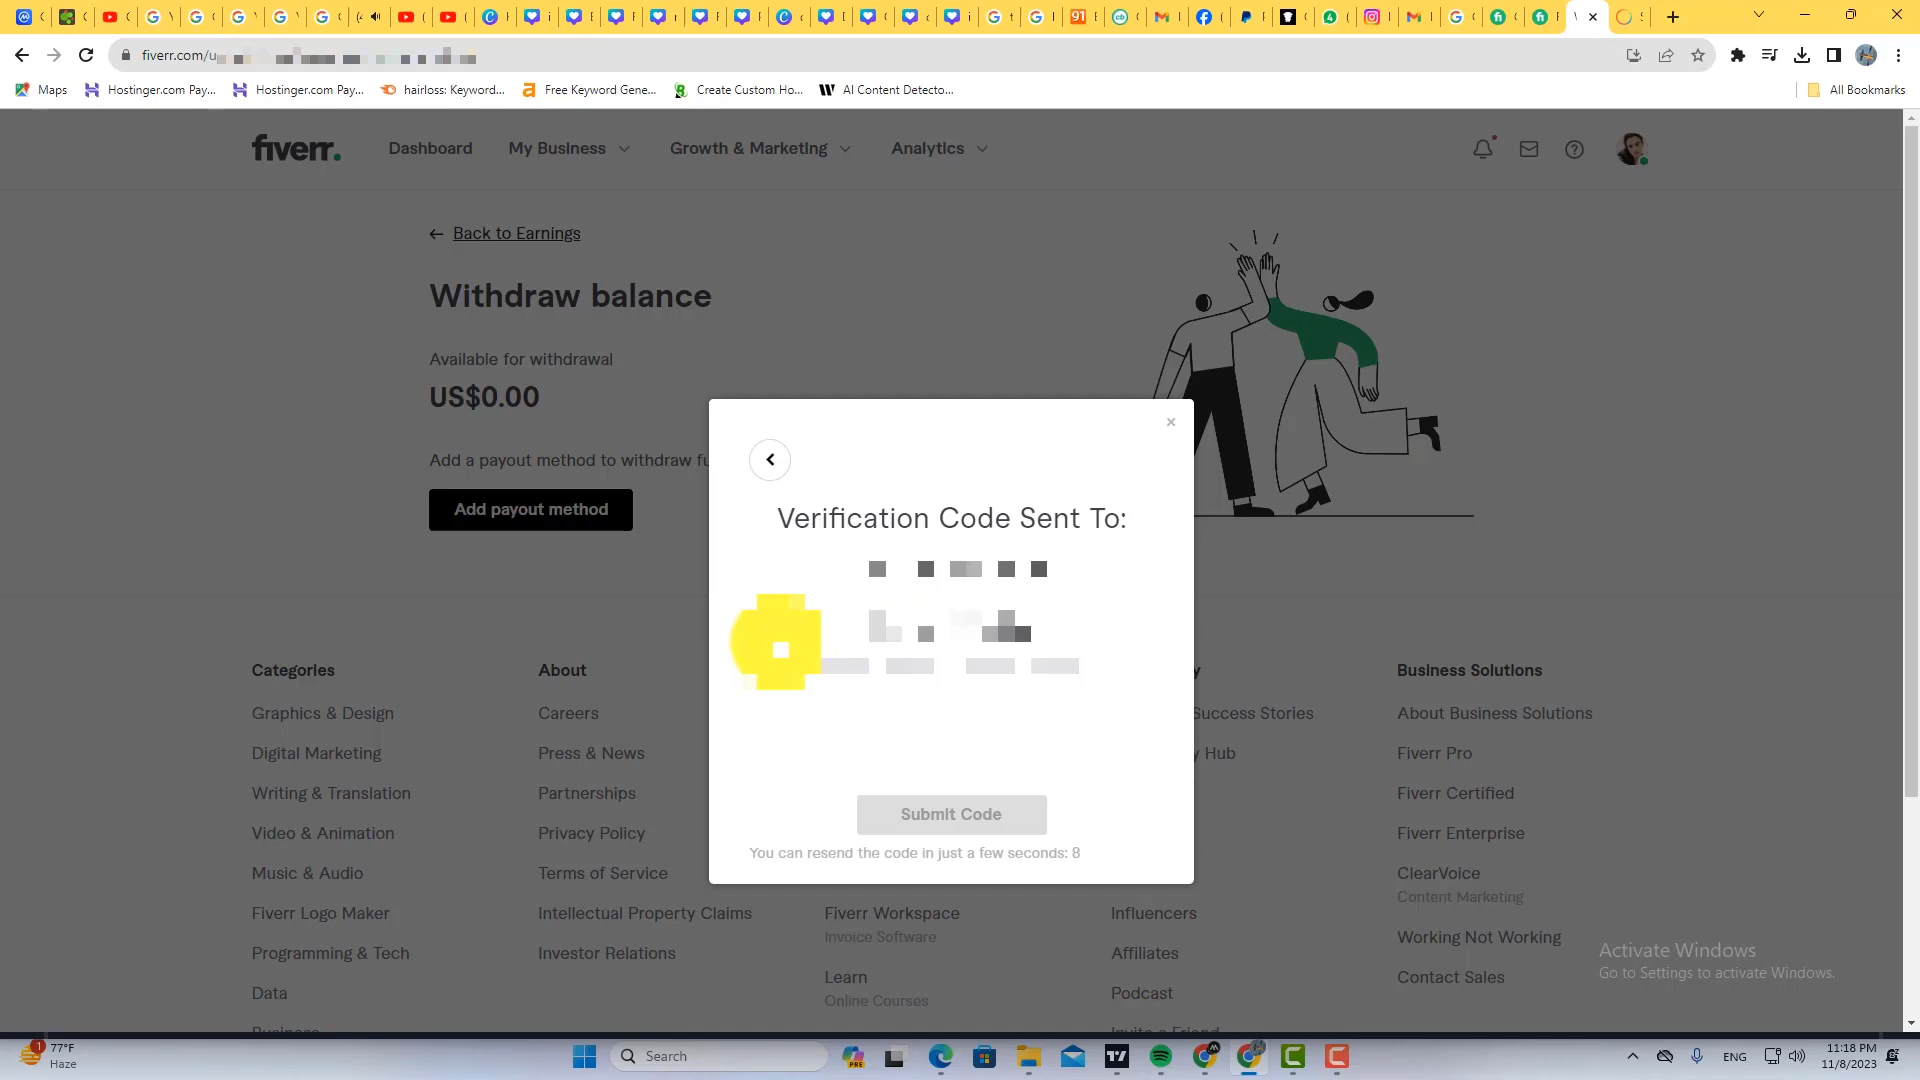 fiverr.com/u
Maps
Hostinger.com Pay...
Hostinger.com Pay...
hairloss: Keyword...
Free Keyword Gene...
Create Custom Ho...
AI Content Detecto...
All Bookmarks
fiverr.
Dashboard
My Business
Growth & Marketing
Analytics
Back to Earnings
Withdraw balance
Available for withdrawal
US$0.00
Add a payout method to withdraw fu
Add payout method
Verification Code Sent To:
Submit Code
You can resend the code in just a few seconds: 8
Categories
Graphics & Design
Digital Marketing
Writing & Translation
Video & Animation
Music & Audio
Fiverr Logo Maker
Programming & Tech
Data
Business
About
Careers
Press & News
Partnerships
Privacy Policy
Terms of Service
Intellectual Property Claims
Investor Relations
Fiverr Workspace
Invoice Software
Learn
Online Courses
y
Success Stories
y Hub
Influencers
Affiliates
Podcast
Invite a Friend
Business Solutions
About Business Solutions
Fiverr Pro
Fiverr Certified
Fiverr Enterprise
ClearVoice
Content Marketing
Working Not Working
Contact Sales
Activate Windows
Go to Settings to activate Windows.
1
77°F
Haze
Search
PRE
ENG
11:18 PM
11/8/2023